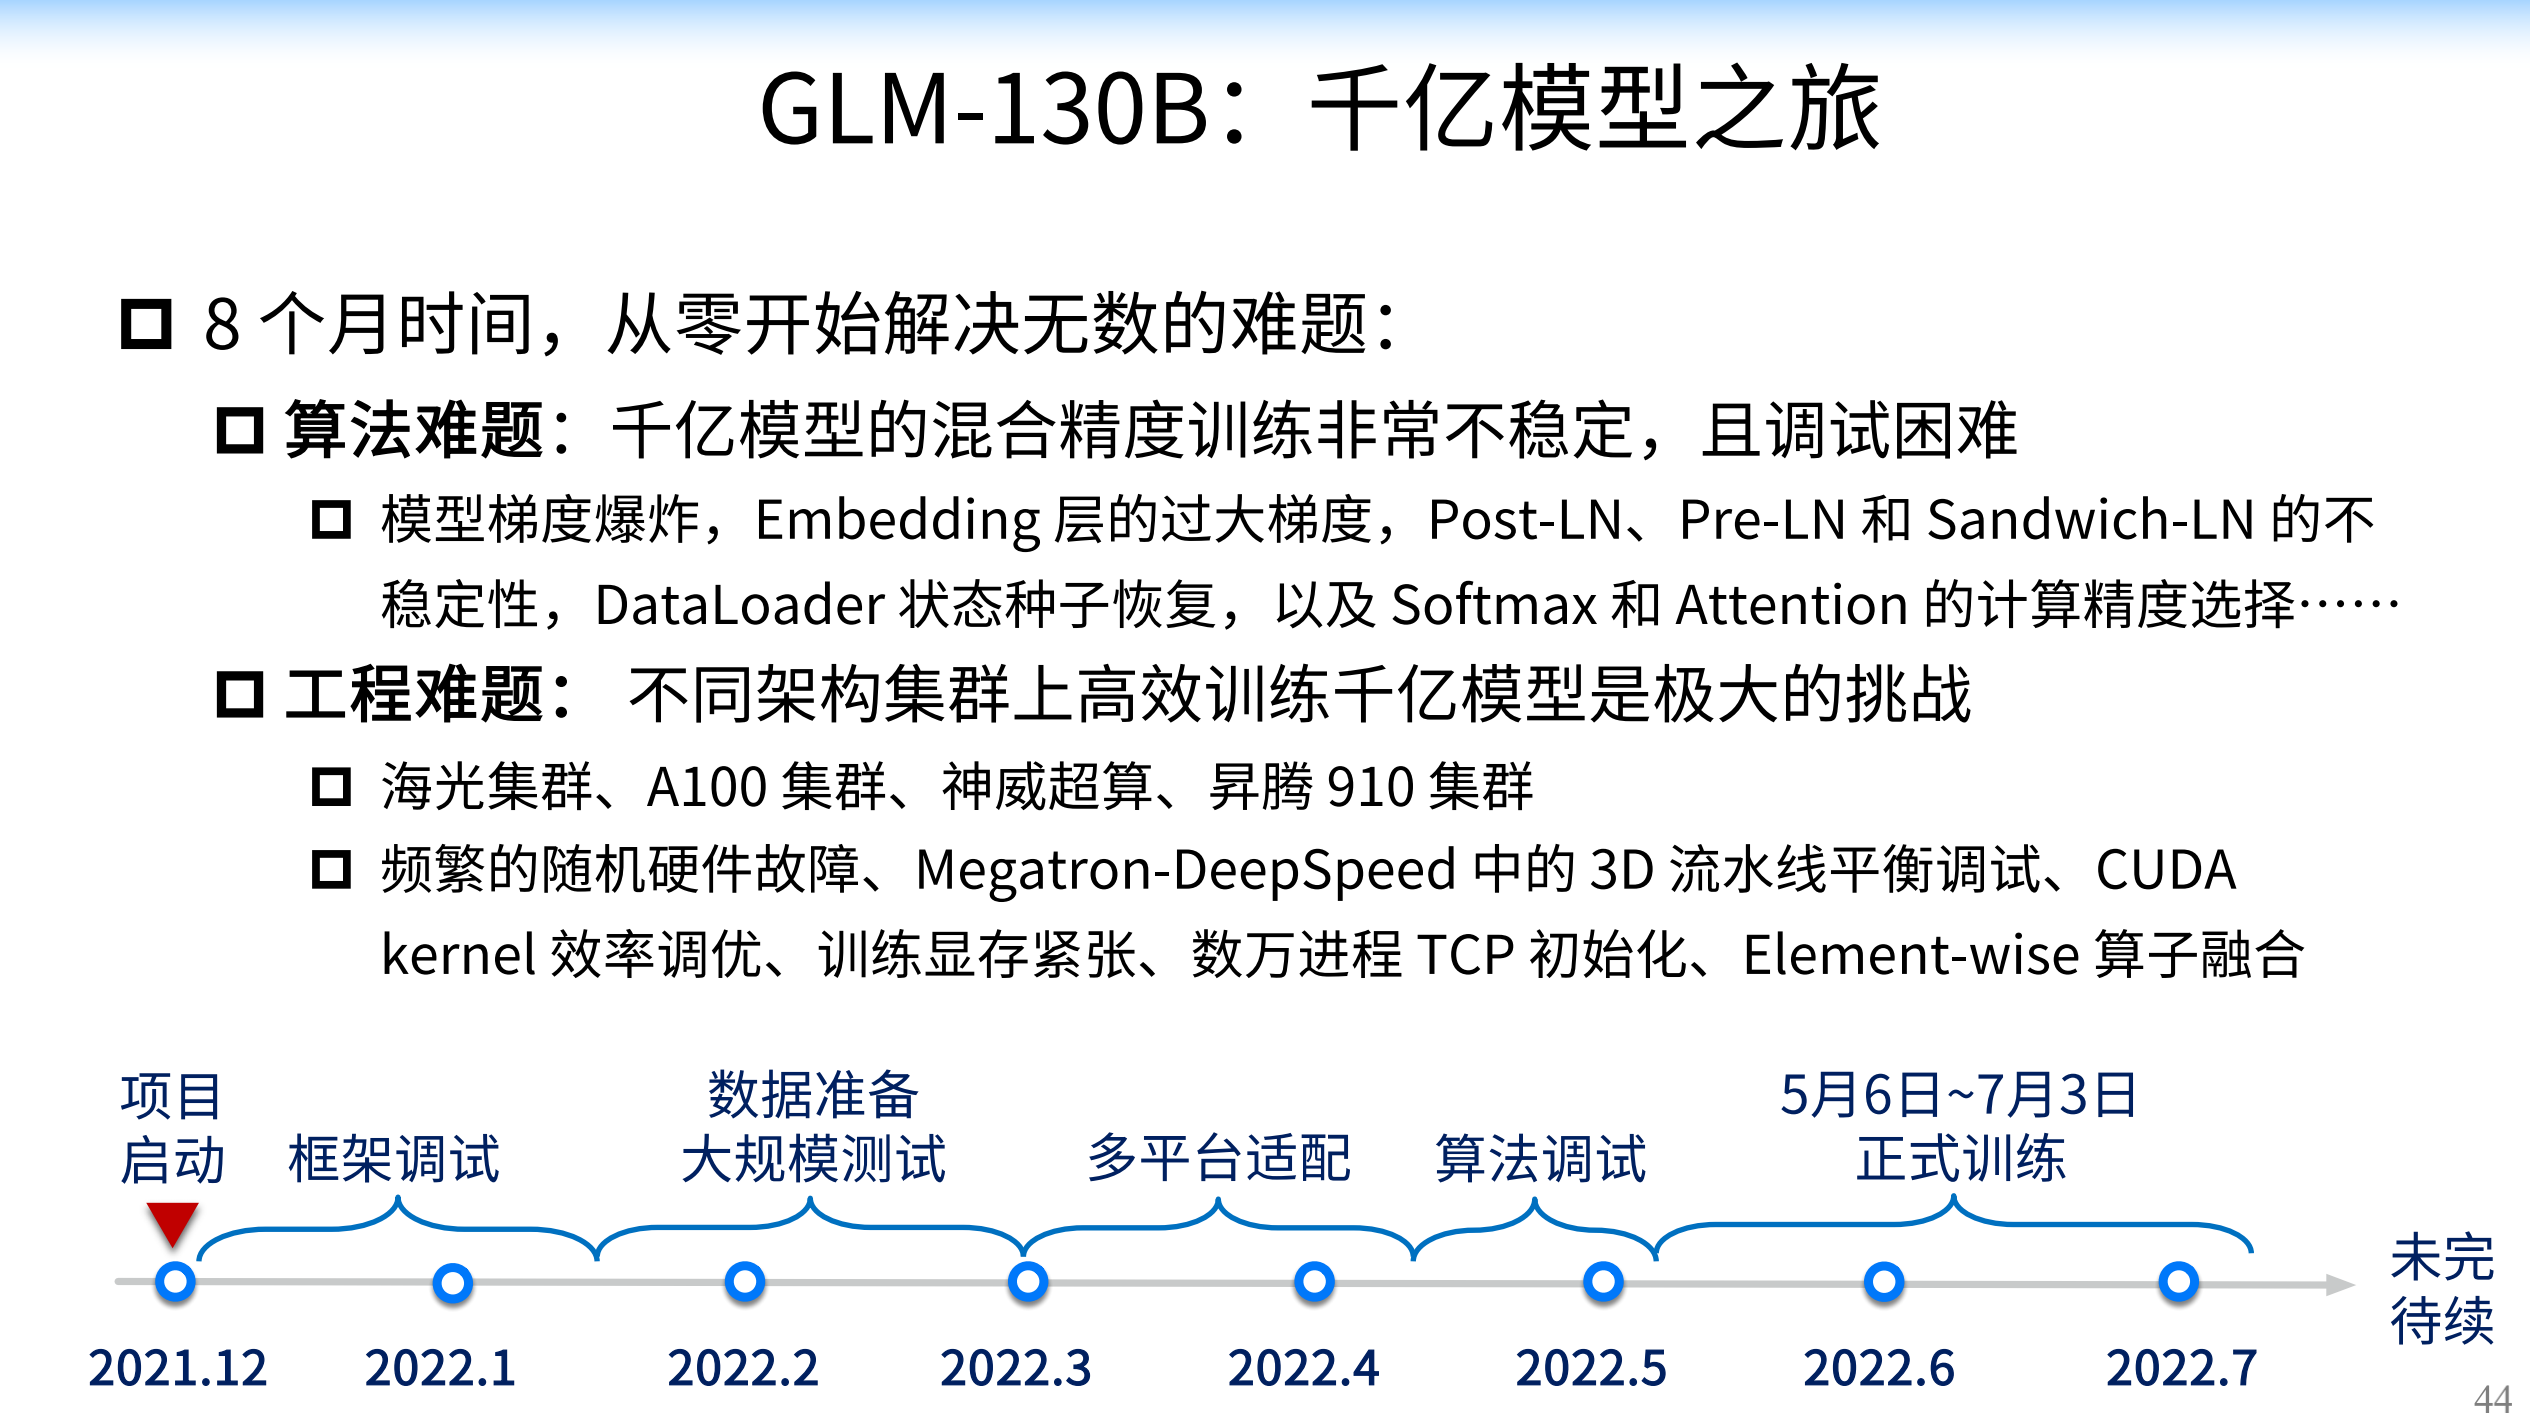 GLM-130B：千亿模型之旅
8 个月时间，从零开始解决无数的难题：
算法难题：千亿模型的混合精度训练非常不稳定，且调试困难
模型梯度爆炸，Embedding 层的过大梯度，Post-LN、Pre-LN 和 Sandwich-LN 的不
稳定性，DataLoader 状态种子恢复，以及 Softmax 和 Attention 的计算精度选择……
工程难题： 不同架构集群上高效训练千亿模型是极大的挑战
海光集群、A100 集群、神威超算、昇腾 910 集群
频繁的随机硬件故障、Megatron-DeepSpeed 中的 3D 流水线平衡调试、CUDA
kernel 效率调优、训练显存紧张、数万进程 TCP 初始化、Element-wise 算子融合
项目
启动
框架调试
数据准备
大规模测试
多平台适配
算法调试
5月6日~7月3日
正式训练
未完
待续
2021.12
2022.1
2022.2
2022.3
2022.4
2022.5
2022.6
2022.7
44